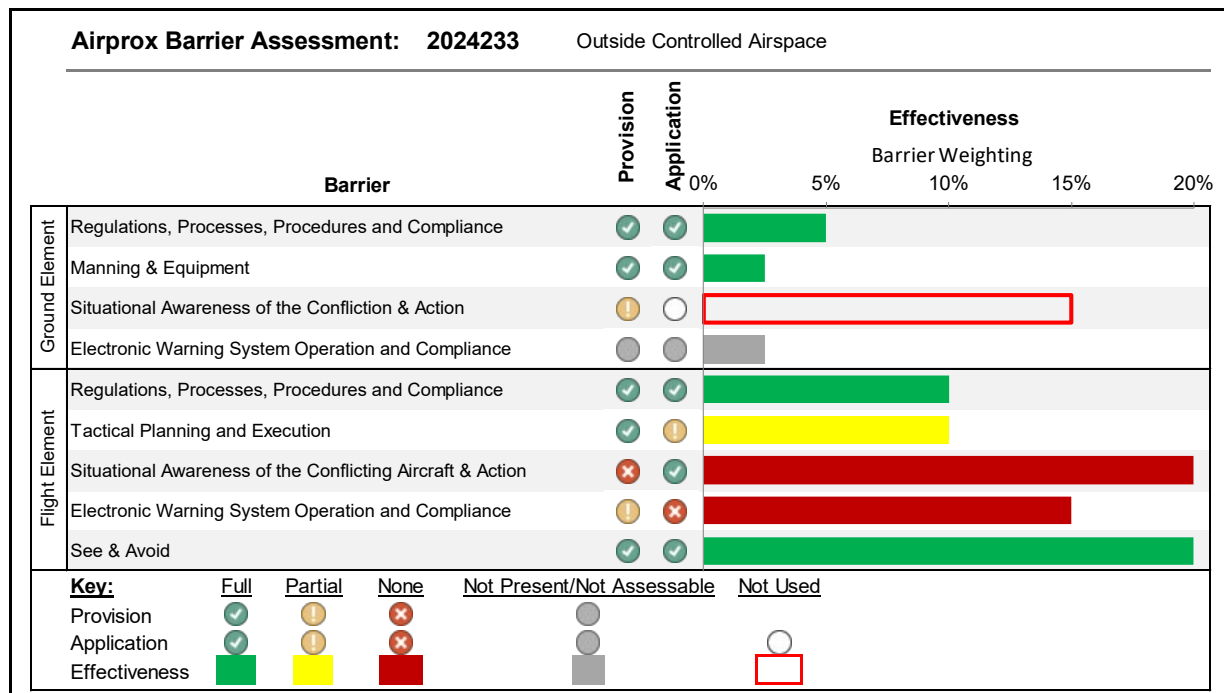 Airprox Barrier Assessment: 2024233 Outside Controlled Airspace
Barrier
Provision
Application
Effectiveness
Barrier Weighting
0% 5% 10% 15% 20%
Ground Element
Regulations, Processes, Procedures and Compliance
Manning & Equipment
Situational Awareness of the Confliction & Action
Electronic Warning System Operation and Compliance
Flight Element
Regulations, Processes, Procedures and Compliance
Tactical Planning and Execution
Situational Awareness of the Conflicting Aircraft & Action
Electronic Warning System Operation and Compliance
See & Avoid
Key: Full Partial None Not Present/Not Assessable Not Used
Provision
Application
Effectiveness